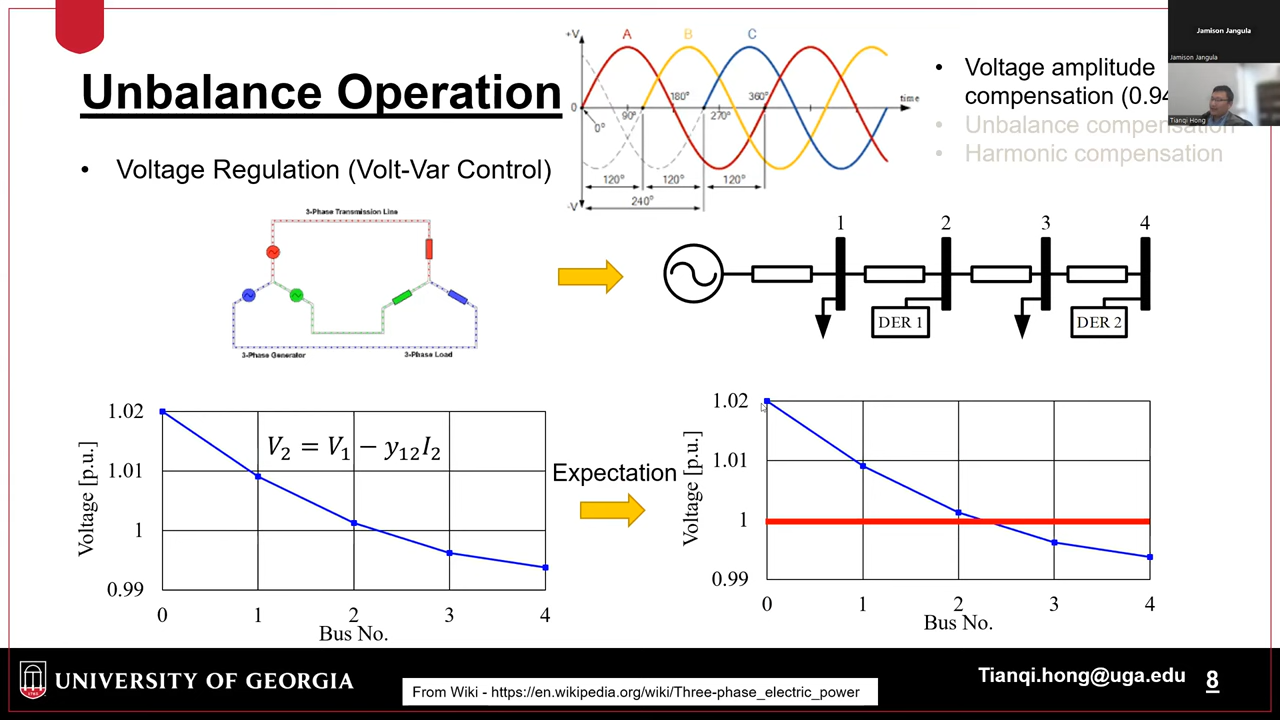 Unbalance Operation
• Voltage Regulation (Volt-Var Control)
+V
A
B
C
0
0°
90°
180°
270°
360°
time
120°
120°
120°
240°
-V
• Voltage amplitude
compensation (0.94
• Unbalance compensation
• Harmonic compensation
Jamison Jangula
Jamison Jangula
Tianqi Hong
3-Phase Transmission Line
3-Phase Generator
3-Phase Load
1
2
3
4
DER 1
DER 2
1.02
1.01
1
0.99
Voltage [p.u.]
V₂ = V₁ − y₁₂I₂
0
1
2
3
4
Bus No.
Expectation
1.02
1.01
1
0.99
Voltage [p.u.]
0
1
2
3
4
Bus No.
1785
UNIVERSITY OF GEORGIA
From Wiki - https://en.wikipedia.org/wiki/Three-phase_electric_power
Tianqi.hong@uga.edu
8